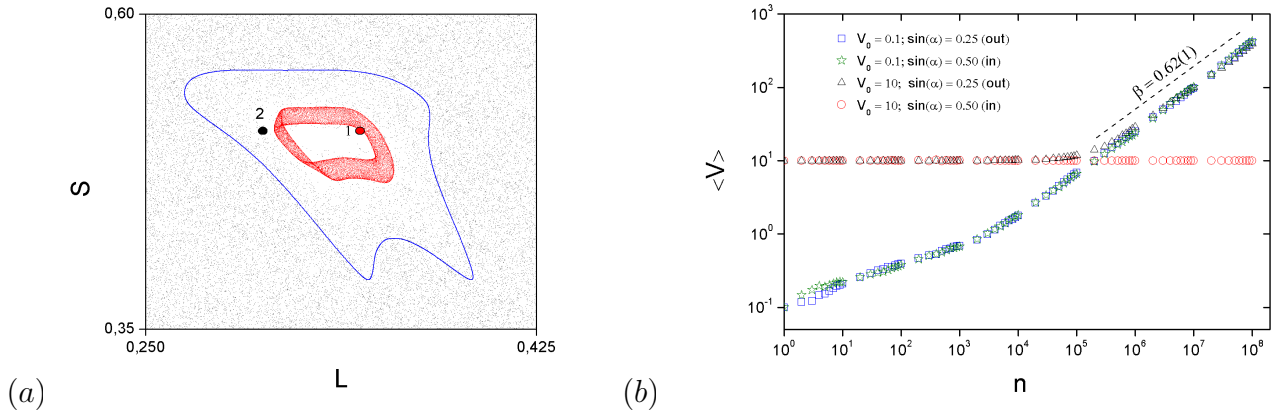 0,60
S
2
1
0,35
0,250
0,425
L
(a)
10^3
10^2
10^1
10^0
10^-1
<V>
V_0 = 0.1; sin(α) = 0.25 (out)
V_0 = 0.1; sin(α) = 0.50 (in)
V_0 = 10; sin(α) = 0.25 (out)
V_0 = 10; sin(α) = 0.50 (in)
β = 0.62(1)
10^0 10^1 10^2 10^3 10^4 10^5 10^6 10^7 10^8
n
(b)